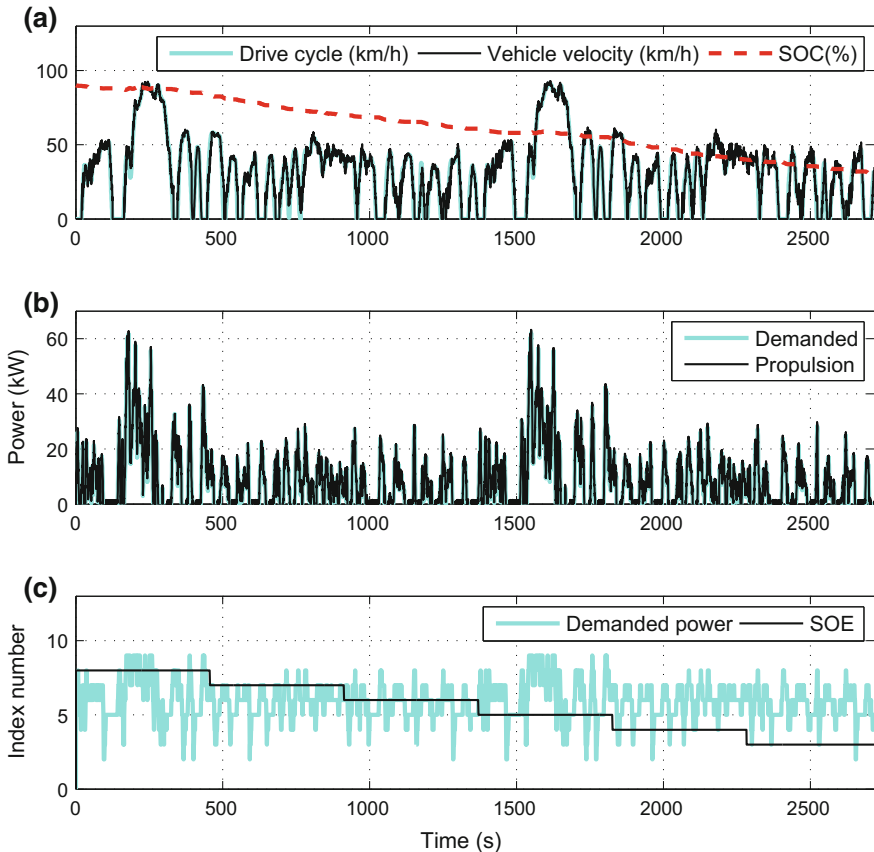 (a)
Drive cycle (km/h) Vehicle velocity (km/h) SOC(%)
100
50
0
0 500 1000 1500 2000 2500
(b)
Demanded
Propulsion
Power (kW)
60
40
20
0
0 500 1000 1500 2000 2500
(c)
Demanded power SOE
Index number
10
5
0
0 500 1000 1500 2000 2500
Time (s)